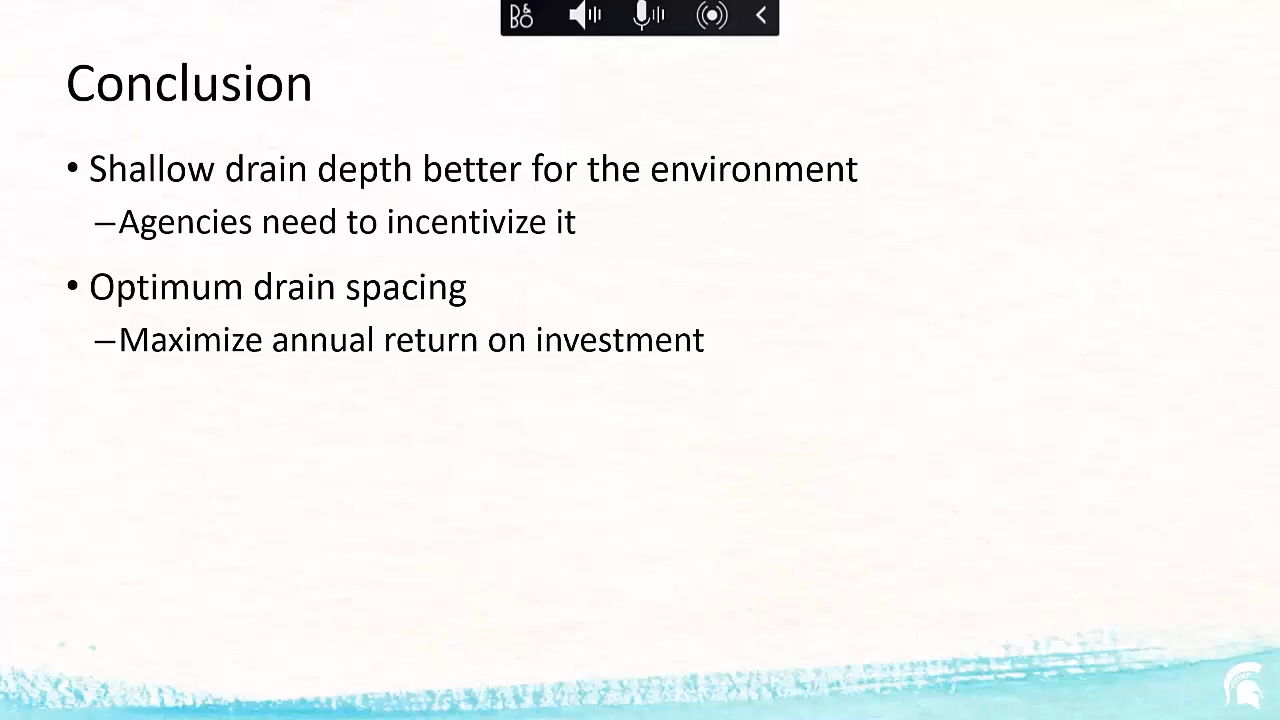 B&O
Conclusion
• Shallow drain depth better for the environment
–Agencies need to incentivize it
• Optimum drain spacing
–Maximize annual return on investment